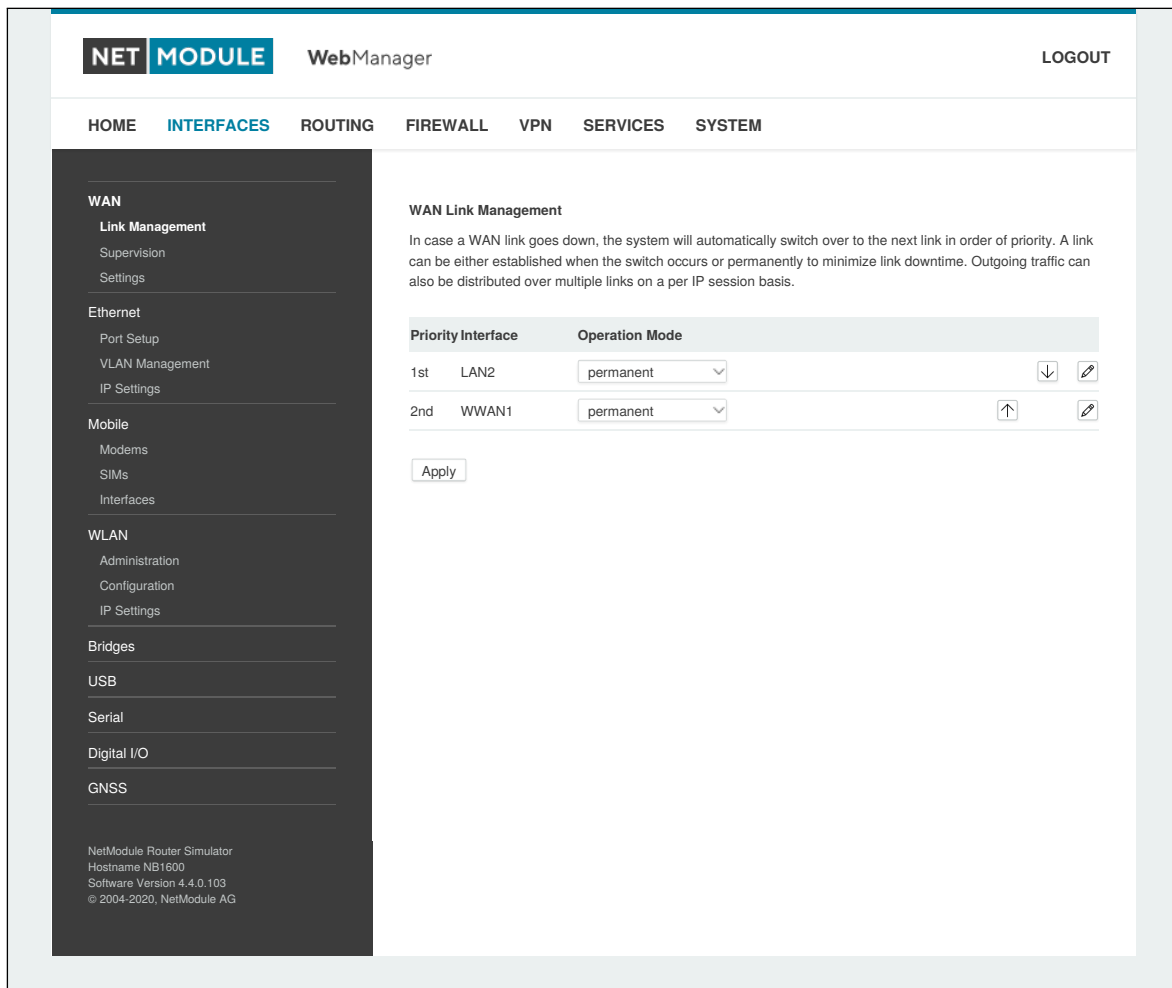 NET MODULE WebManager LOGOUT
HOME INTERFACES ROUTING FIREWALL VPN SERVICES SYSTEM
WAN
Link Management
Supervision
Settings
Ethernet
Port Setup
VLAN Management
IP Settings
Mobile
Modems
SIMs
Interfaces
WLAN
Administration
Configuration
IP Settings
Bridges
USB
Serial
Digital I/O
GNSS
NetModule Router Simulator
Hostname NB1600
Software Version 4.4.0.103
© 2004-2020, NetModule AG
WAN Link Management
In case a WAN link goes down, the system will automatically switch over to the next link in order of priority. A link
can be either established when the switch occurs or permanently to minimize link downtime. Outgoing traffic can
also be distributed over multiple links on a per IP session basis.
Priority Interface Operation Mode
1st LAN2 permanent
2nd WWAN1 permanent
Apply